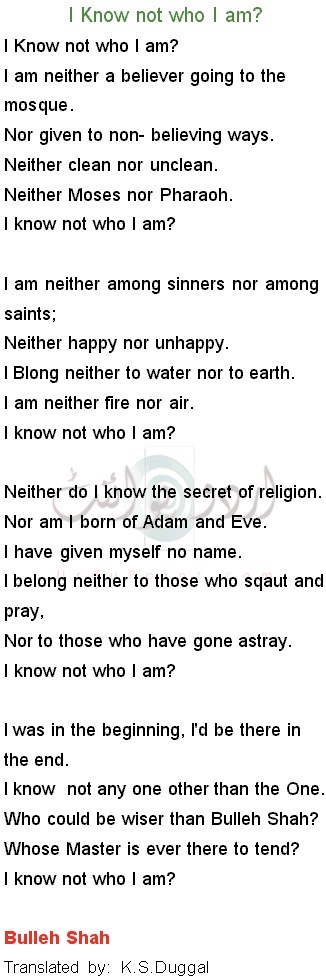 I Know not who I am?
I Know not who I am?
I am neither a believer going to the
mosque.
Nor given to non- believing ways.
Neither clean nor unclean.
Neither Moses nor Pharaoh.
I know not who I am?
I am neither among sinners nor among
saints;
Neither happy nor unhappy.
I Blong neither to water nor to earth.
I am neither fire nor air.
I know not who I am?
اردو پوائنٹ
Neither do I know the secret of religion.
Nor am I born of Adam and Eve.
I have given myself no name.
I belong neither to those who sqaut and
pray,
Nor to those who have gone astray.
I know not who I am?
I was in the beginning, I'd be there in
the end.
I know  not any one other than the One.
Who could be wiser than Bulleh Shah?
Whose Master is ever there to tend?
I know not who I am?
Bulleh Shah
Translated by: K.S.Duggal